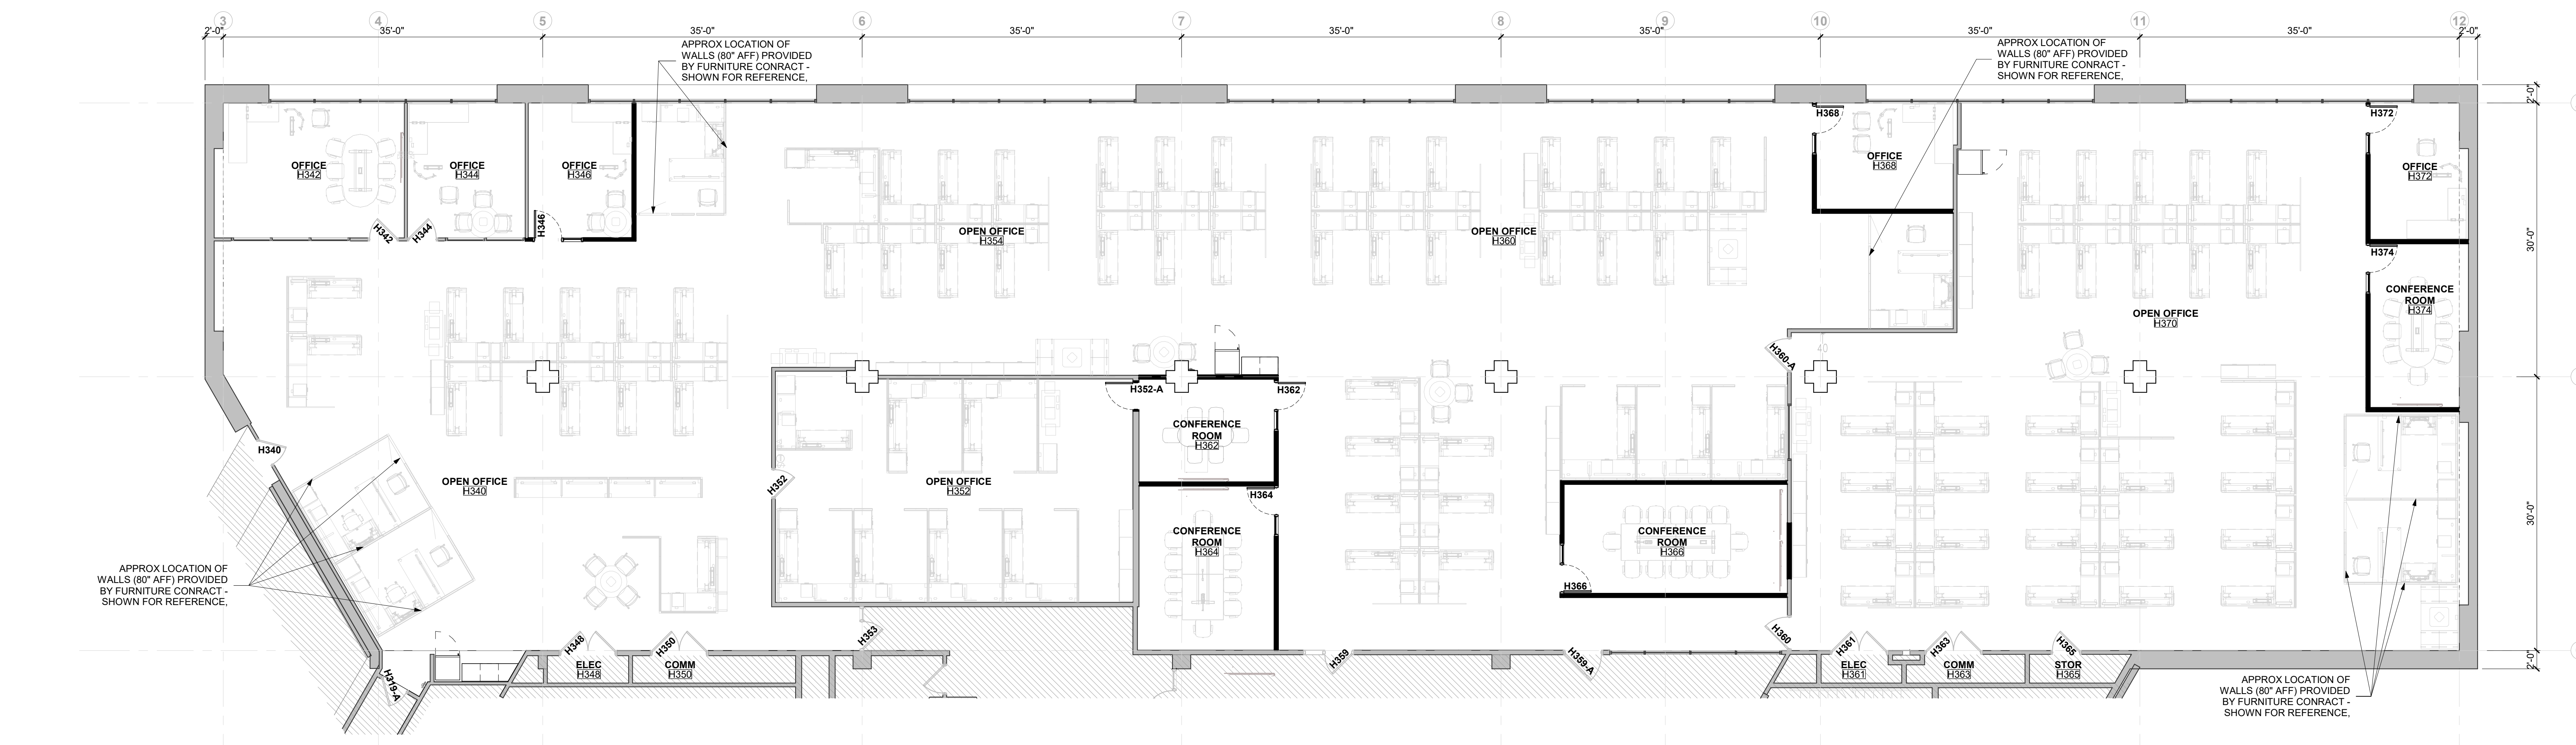 3 4 5 6 7 8 9 10 11 12
2'-0" 35'-0" 35'-0" 35'-0" 35'-0" 35'-0" 35'-0" 35'-0" 2'-0"
APPROX LOCATION OF
WALLS (80" AFF) PROVIDED
BY FURNITURE CONRACT -
SHOWN FOR REFERENCE,
APPROX LOCATION OF
WALLS (80" AFF) PROVIDED
BY FURNITURE CONRACT -
SHOWN FOR REFERENCE,
2'-0"
H368
H372
OFFICE
H342
OFFICE
H344
OFFICE
H346
OFFICE
H368
OFFICE
H372
H342
H344
H346
OPEN OFFICE
H354
OPEN OFFICE
H360
30'-0"
H374
CONFERENCE
ROOM
H374
OPEN OFFICE
H370
H360-A
40
H352-A
H362
CONFERENCE
ROOM
H362
H340
OPEN OFFICE
H340
H352
OPEN OFFICE
H352
H364
CONFERENCE
ROOM
H364
CONFERENCE
ROOM
H366
30'-0"
H366
APPROX LOCATION OF
WALLS (80" AFF) PROVIDED
BY FURNITURE CONRACT -
SHOWN FOR REFERENCE,
H348
H350
H353
H359
H359-A
H360
H361
H363
H365
ELEC
H348
COMM
H350
ELEC
H361
COMM
H363
STOR
H365
2'-0"
H319-A
APPROX LOCATION OF
WALLS (80" AFF) PROVIDED
BY FURNITURE CONRACT -
SHOWN FOR REFERENCE,